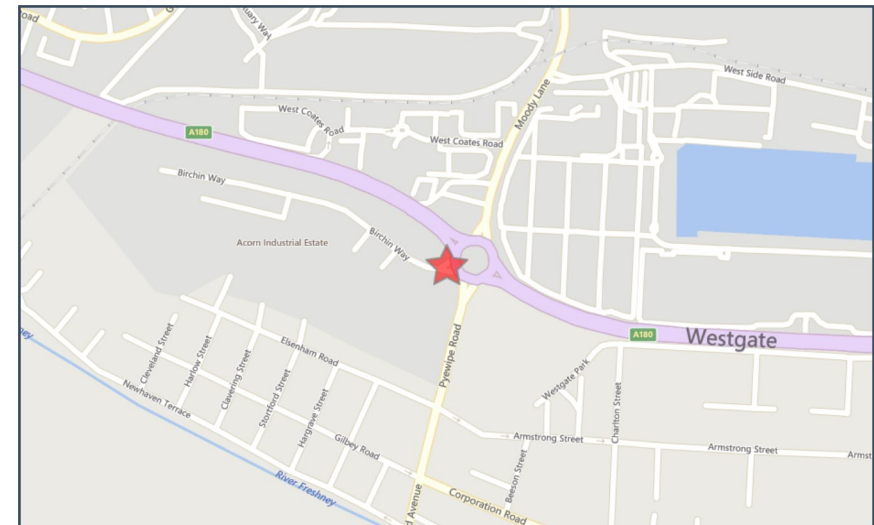 oad
West Side Road
Moody Lane
West Coates Road
A180
West Coates Road
Birchin Way
Acorn Industrial Estate
Birchin Way
A180
Westgate
Pyewipe Road
Elsenham Road
Cleveland Street
Harlow Street
Clavering Street
Stortford Street
Hargrave Street
Newhaven Terrace
Westgate Park
Charlton Street
Armstrong Street
Armstrong Street
Armst
Gilbey Road
Beeson Street
River Freshney
Corporation Road
d Avenue